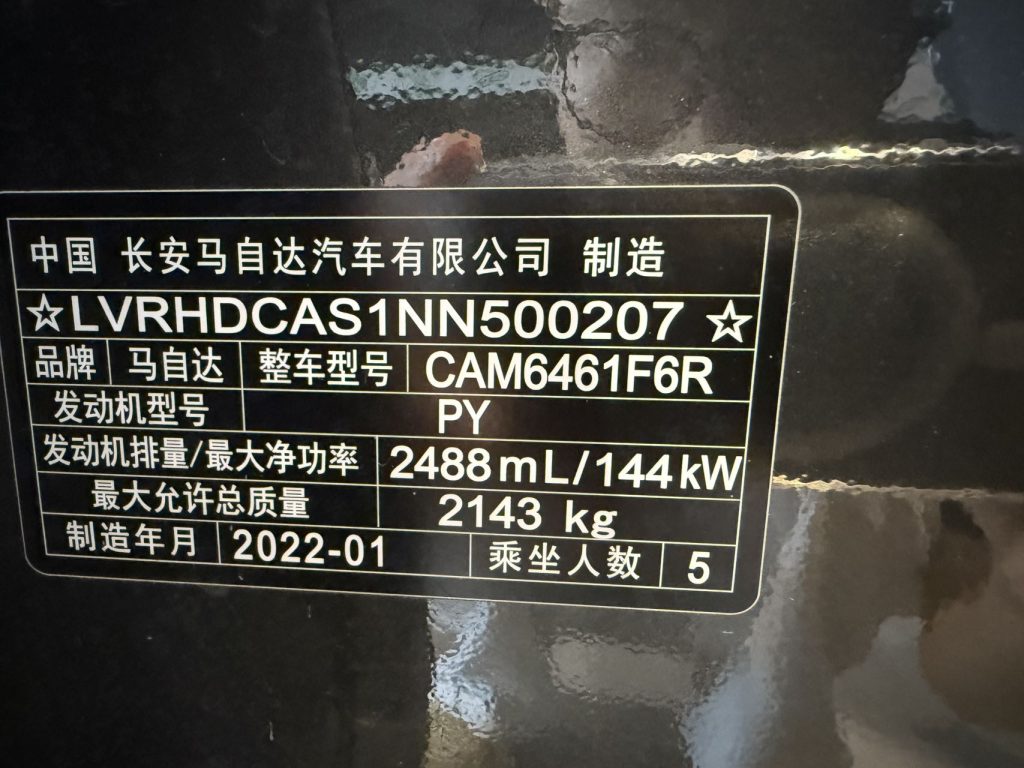 中国 长安马自达汽车有限公司 制造
☆LVRHDCAS1NN500207☆
品牌 马自达 整车型号 CAM6461F6R
发动机型号 PY
发动机排量/最大净功率 2488mL/144kW
最大允许总质量 2143 kg
制造年月 2022-01 乘坐人数 5